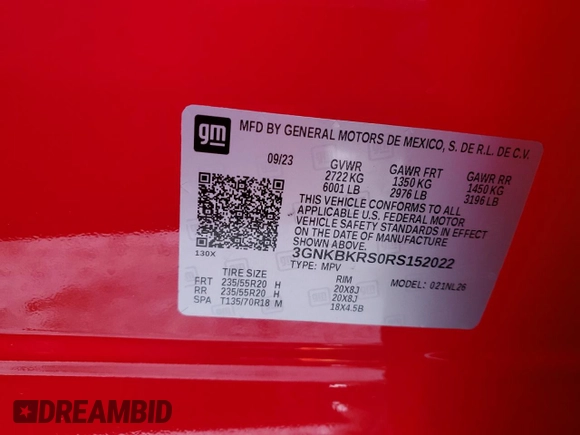 gm
MFD BY GENERAL MOTORS DE MEXICO, S. DE R.L. DE C.V.
09/23 GVWR GAWR FRT GAWR RR
2722 KG 1350 KG 1450 KG
6001 LB 2976 LB 3196 LB
THIS VEHICLE CONFORMS TO ALL
APPLICABLE U.S. FEDERAL MOTOR
VEHICLE SAFETY STANDARDS IN EFFECT
ON THE DATE OF MANUFACTURE
SHOWN ABOVE.
130X 3GNKBKRS0RS152022
TYPE: MPV MODEL: 021NL26
TIRE SIZE RIM
FRT 235/55R20 H 20X8J
RR 235/55R20 H 20X8J
SPA T135/70R18 M 18X4.5B
DREAMBID